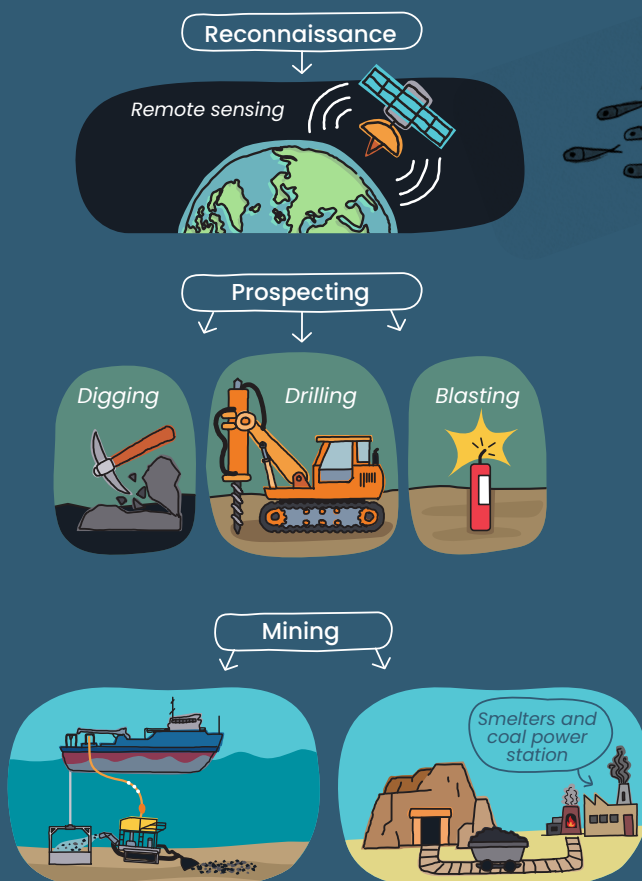 Reconnaissance
Remote sensing
Prospecting
Digging
Drilling
Blasting
Mining
Smelters and
coal power
station